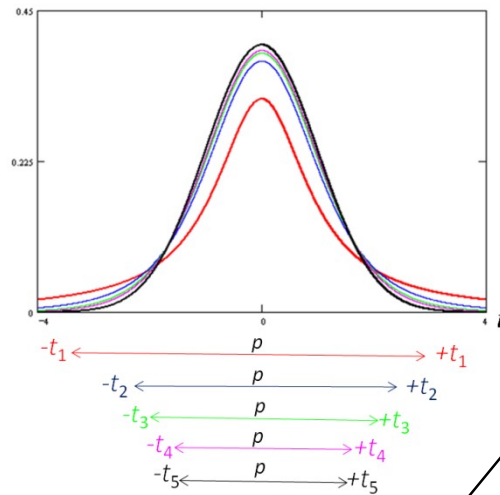 0.45
0.225
0
-4 0 4 t
-t₁ p +t₁
-t₂ p +t₂
-t₃ p +t₃
-t₄ p +t₄
-t₅ p +t₅